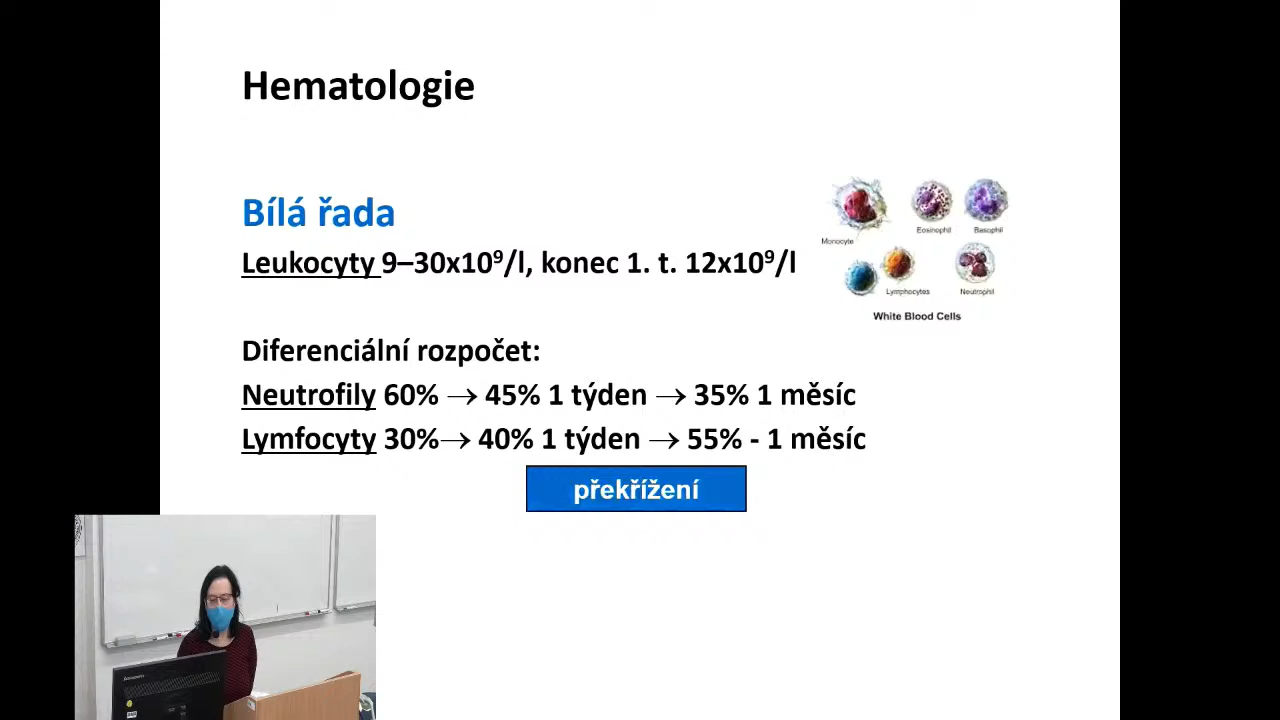 Hematologie
Bílá řada
Leukocyty 9–30x10⁹/l, konec 1. t. 12x10⁹/l
Monocyte
Eosinophil
Basophil
Lymphocytes
Neutrophil
White Blood Cells
Diferenciální rozpočet:
Neutrofily 60% → 45% 1 týden → 35% 1 měsíc
Lymfocyty 30%→ 40% 1 týden → 55% - 1 měsíc
překřížení